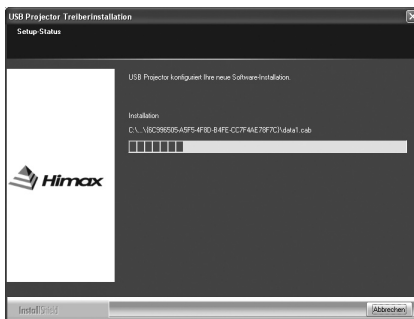 USB Projector Treiberinstallation
Setup-Status
USB Projector konfiguriert Ihre neue Software-Installation.
Installation
C:\...\{6C996505-A5F5-4F8D-B4FE-CC7F4AE78F7C}\data1.cab
Himax
InstallShield
Abbrechen